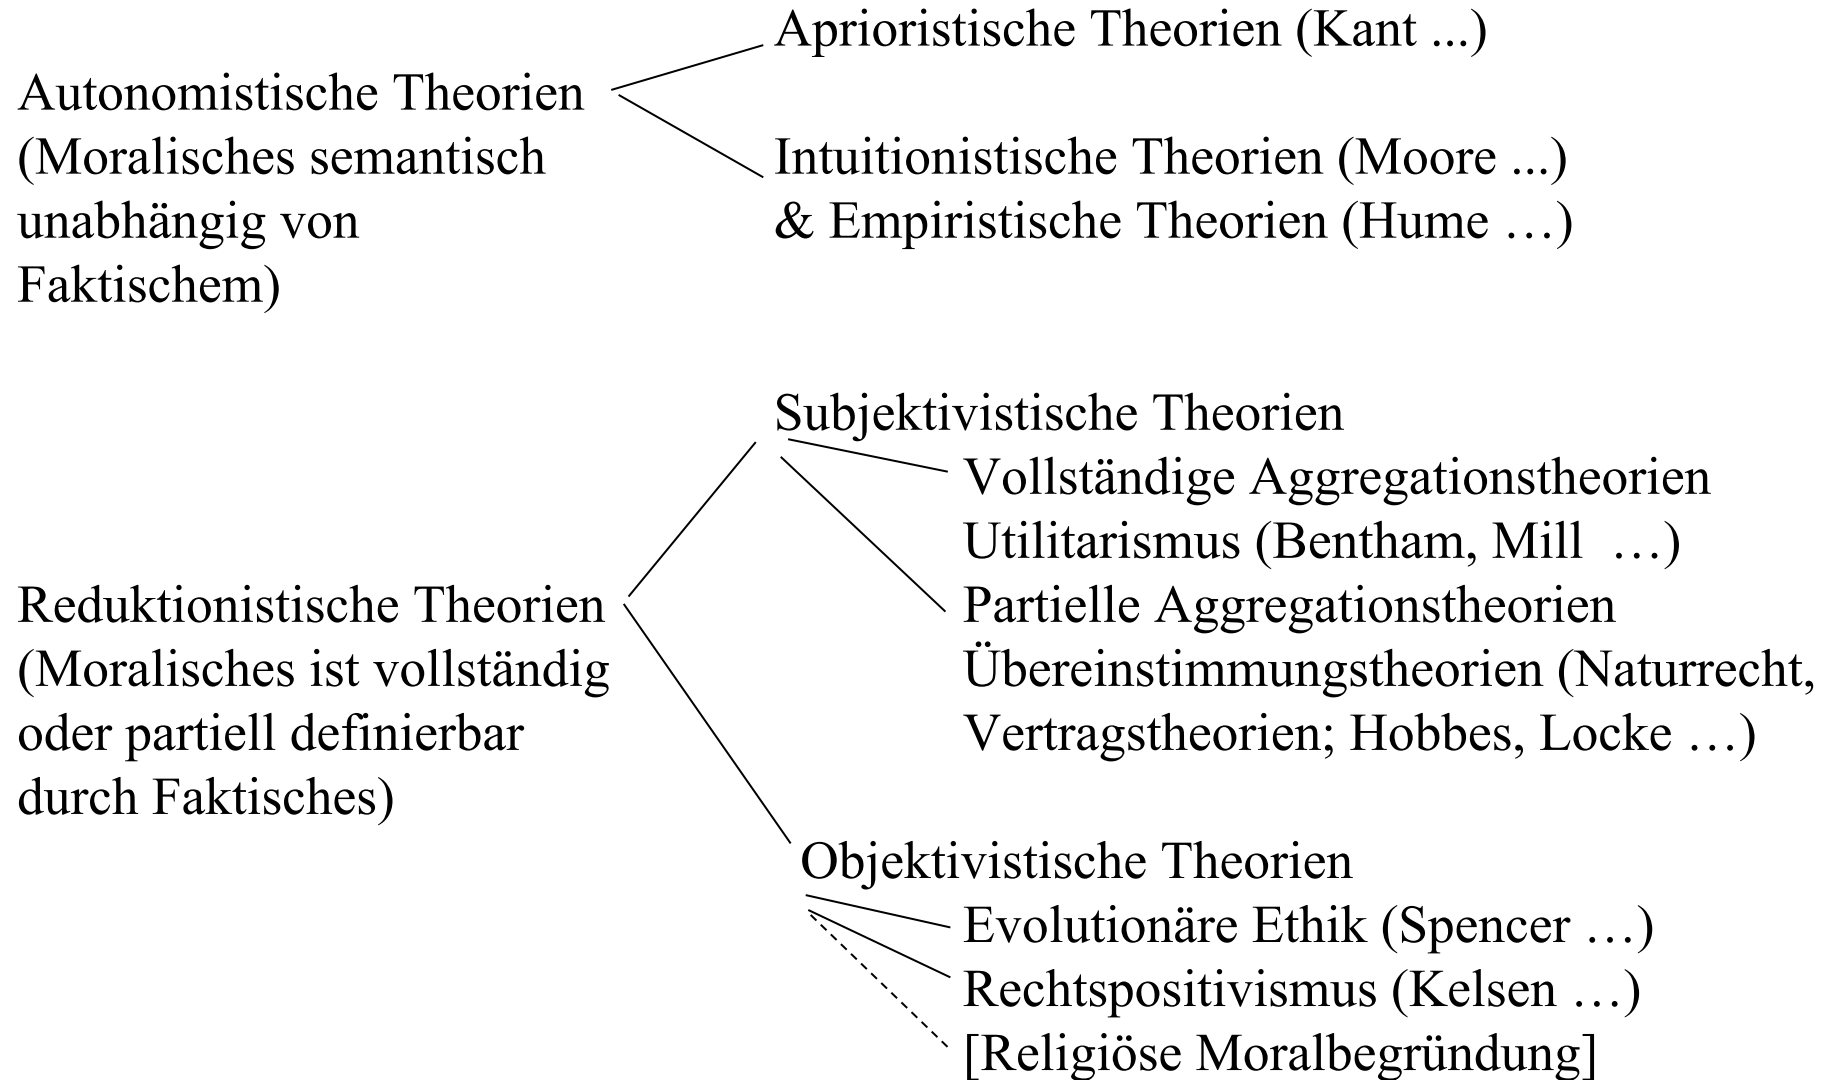 Aprioristische Theorien (Kant ...)
Autonomistische Theorien
(Moralisches semantisch
unabhängig von
Faktischem)
Intuitionistische Theorien (Moore ...)
& Empiristische Theorien (Hume …)
Subjektivistische Theorien
Vollständige Aggregationstheorien
Utilitarismus (Bentham, Mill  …)
Reduktionistische Theorien
(Moralisches ist vollständig
oder partiell definierbar
durch Faktisches)
Partielle Aggregationstheorien
Übereinstimmungstheorien (Naturrecht,
Vertragstheorien; Hobbes, Locke …)
Objektivistische Theorien
Evolutionäre Ethik (Spencer …)
Rechtspositivismus (Kelsen …)
[Religiöse Moralbegründung]